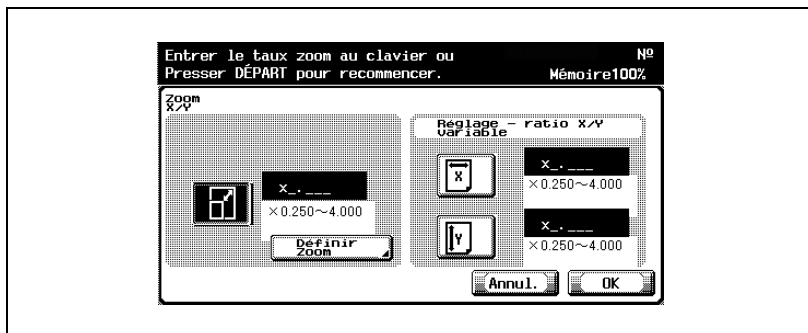 Entrer le taux zoom au clavier ou
Presser DÉPART pour recommencer.
Nº
Mémoire100%
Zoom
X/Y
x_.___
×0.250～4.000
Définir
Zoom
Réglage – ratio X/Y
variable
X
x_.___
×0.250～4.000
Y
x_.___
×0.250～4.000
Annul.
OK